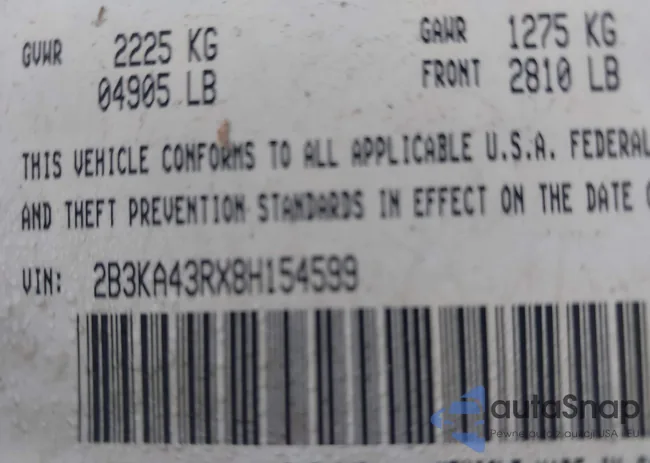 GVWR 2225 KG GAWR 1275 KG
04905 LB FRONT 2810 LB
THIS VEHICLE CONFORMS TO ALL APPLICABLE U.S.A. FEDERAL
AND THEFT PREVENTION STANDARDS IN EFFECT ON THE DATE
VIN: 2B3KA43RX8H154599
autaSnap